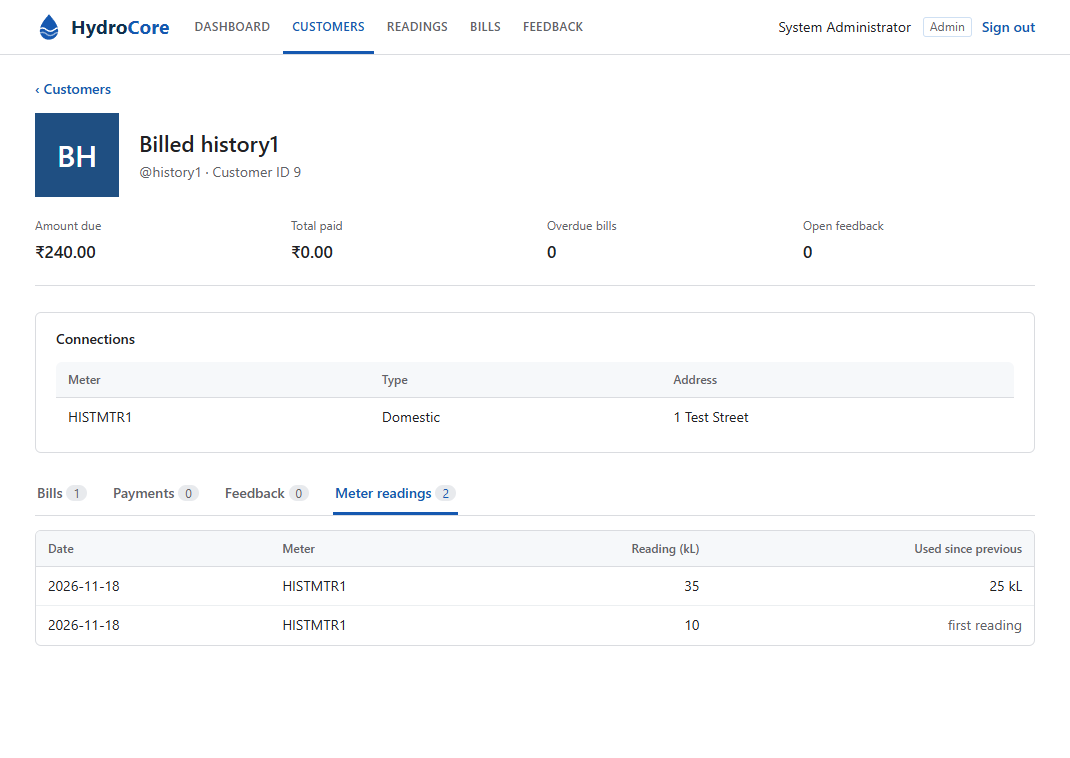 HydroCore DASHBOARD CUSTOMERS READINGS BILLS FEEDBACK System Administrator Admin Sign out
‹ Customers
BH
Billed history1
@history1 · Customer ID 9
Amount due Total paid Overdue bills Open feedback
₹240.00 ₹0.00 0 0
Connections
Meter Type Address
HISTMTR1 Domestic 1 Test Street
Bills 1 Payments 0 Feedback 0 Meter readings 2
Date Meter Reading (kL) Used since previous
2026-11-18 HISTMTR1 35 25 kL
2026-11-18 HISTMTR1 10 first reading